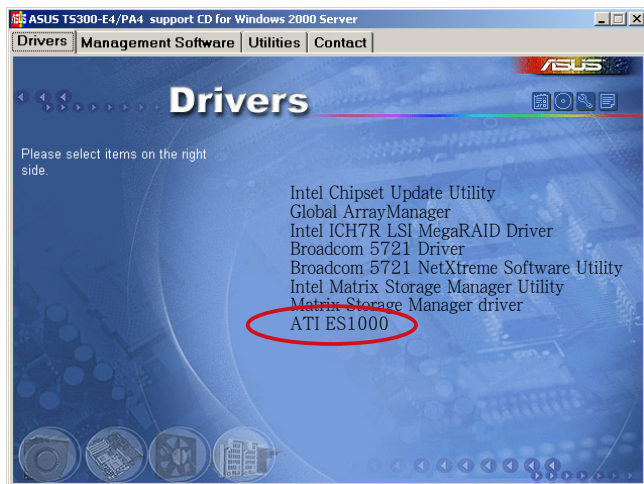 ASUS TS300-E4/PA4 support CD for Windows 2000 Server
Drivers Management Software Utilities Contact
ASUS
Drivers
Please select items on the right
side.
Intel Chipset Update Utility
Global ArrayManager
Intel ICH7R LSI MegaRAID Driver
Broadcom 5721 Driver
Broadcom 5721 NetXtreme Software Utility
Intel Matrix Storage Manager Utility
Matrix Storage Manager driver
ATI ES1000